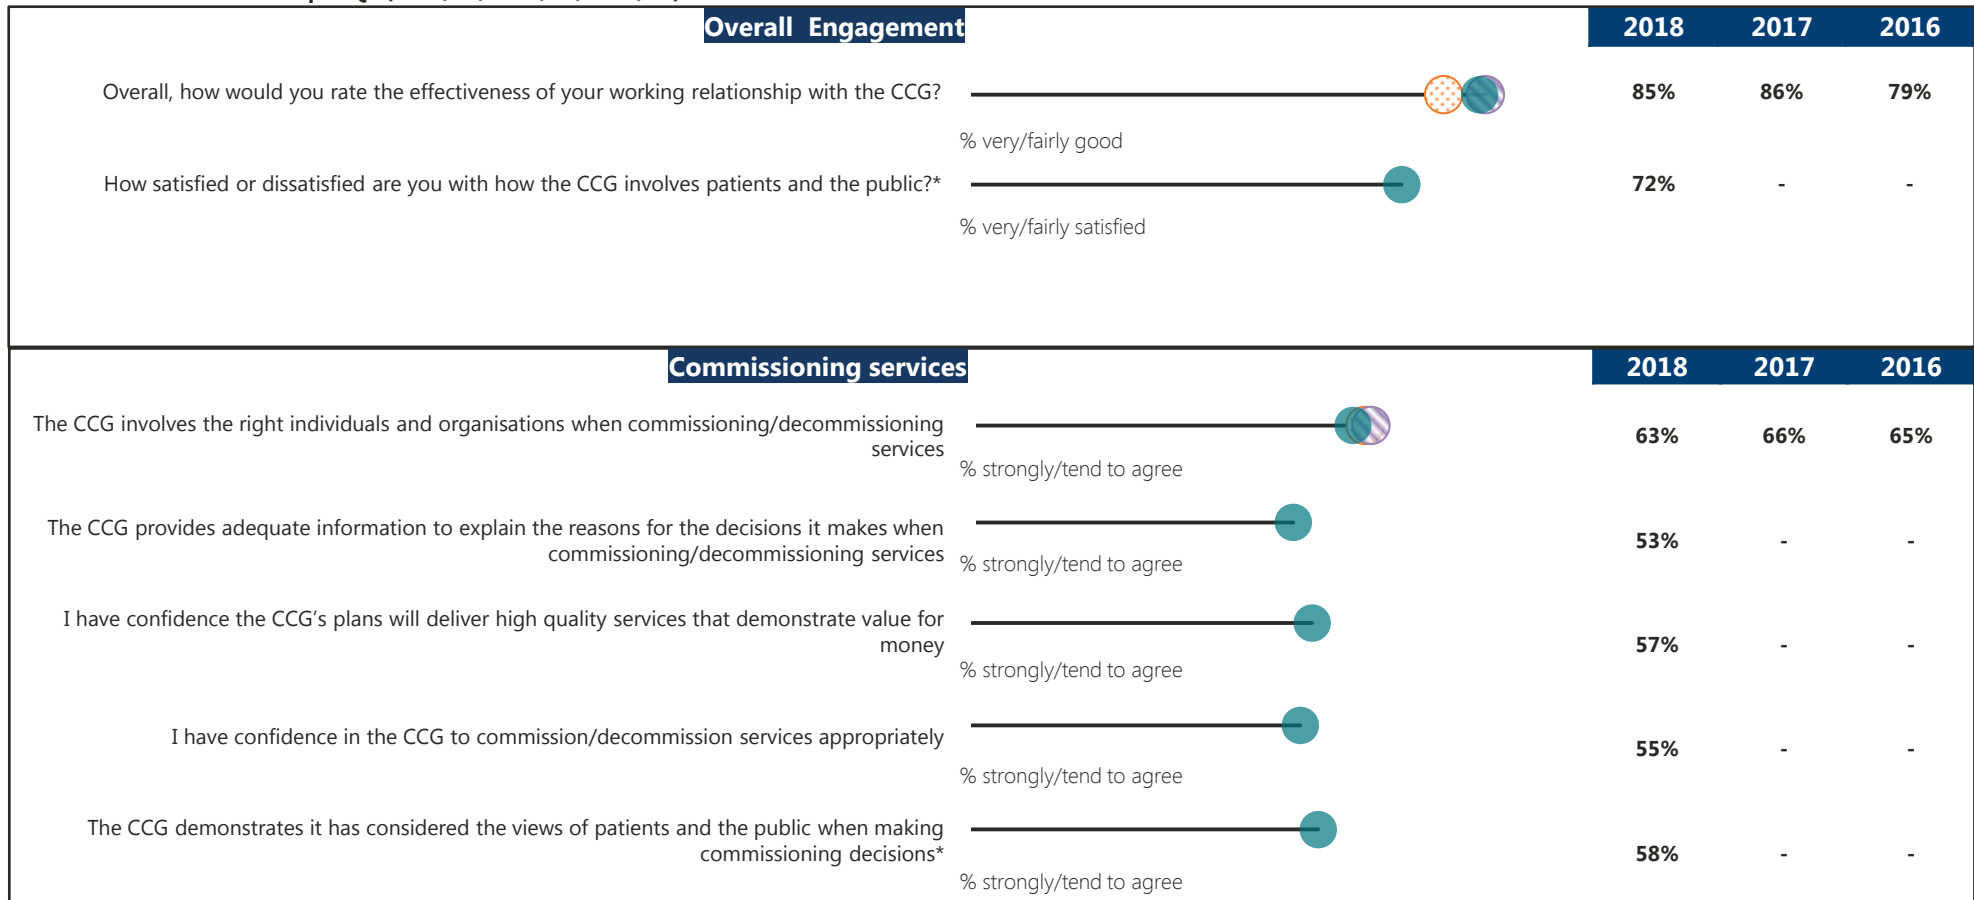 Overall Engagement 2018 2017 2016
Overall, how would you rate the effectiveness of your working relationship with the CCG? 85% 86% 79%
% very/fairly good
How satisfied or dissatisfied are you with how the CCG involves patients and the public?* 72% - -
% very/fairly satisfied
Commissioning services 2018 2017 2016
The CCG involves the right individuals and organisations when commissioning/decommissioning
services
63% 66% 65%
% strongly/tend to agree
The CCG provides adequate information to explain the reasons for the decisions it makes when
commissioning/decommissioning services
53% - -
% strongly/tend to agree
I have confidence the CCG’s plans will deliver high quality services that demonstrate value for
money
57% - -
% strongly/tend to agree
I have confidence in the CCG to commission/decommission services appropriately
55% - -
% strongly/tend to agree
The CCG demonstrates it has considered the views of patients and the public when making
commissioning decisions*
58% - -
% strongly/tend to agree